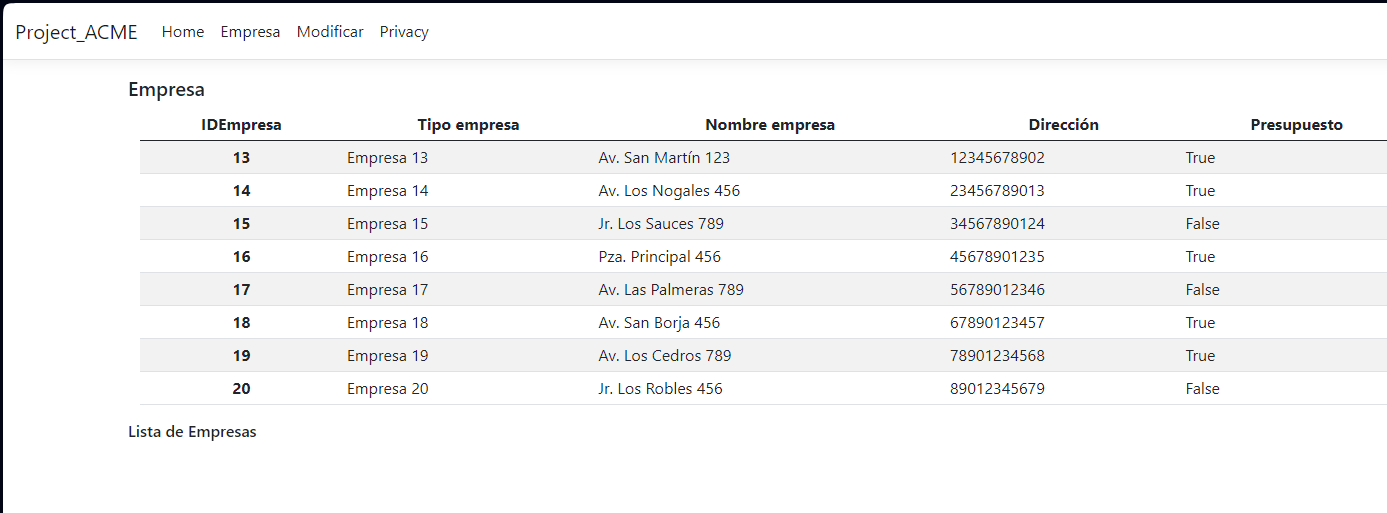 Project_ACME Home Empresa Modificar Privacy
Empresa
IDEmpresa Tipo empresa Nombre empresa Dirección Presupuesto
13 Empresa 13 Av. San Martín 123 12345678902 True
14 Empresa 14 Av. Los Nogales 456 23456789013 True
15 Empresa 15 Jr. Los Sauces 789 34567890124 False
16 Empresa 16 Pza. Principal 456 45678901235 True
17 Empresa 17 Av. Las Palmeras 789 56789012346 False
18 Empresa 18 Av. San Borja 456 67890123457 True
19 Empresa 19 Av. Los Cedros 789 78901234568 True
20 Empresa 20 Jr. Los Robles 456 89012345679 False
Lista de Empresas